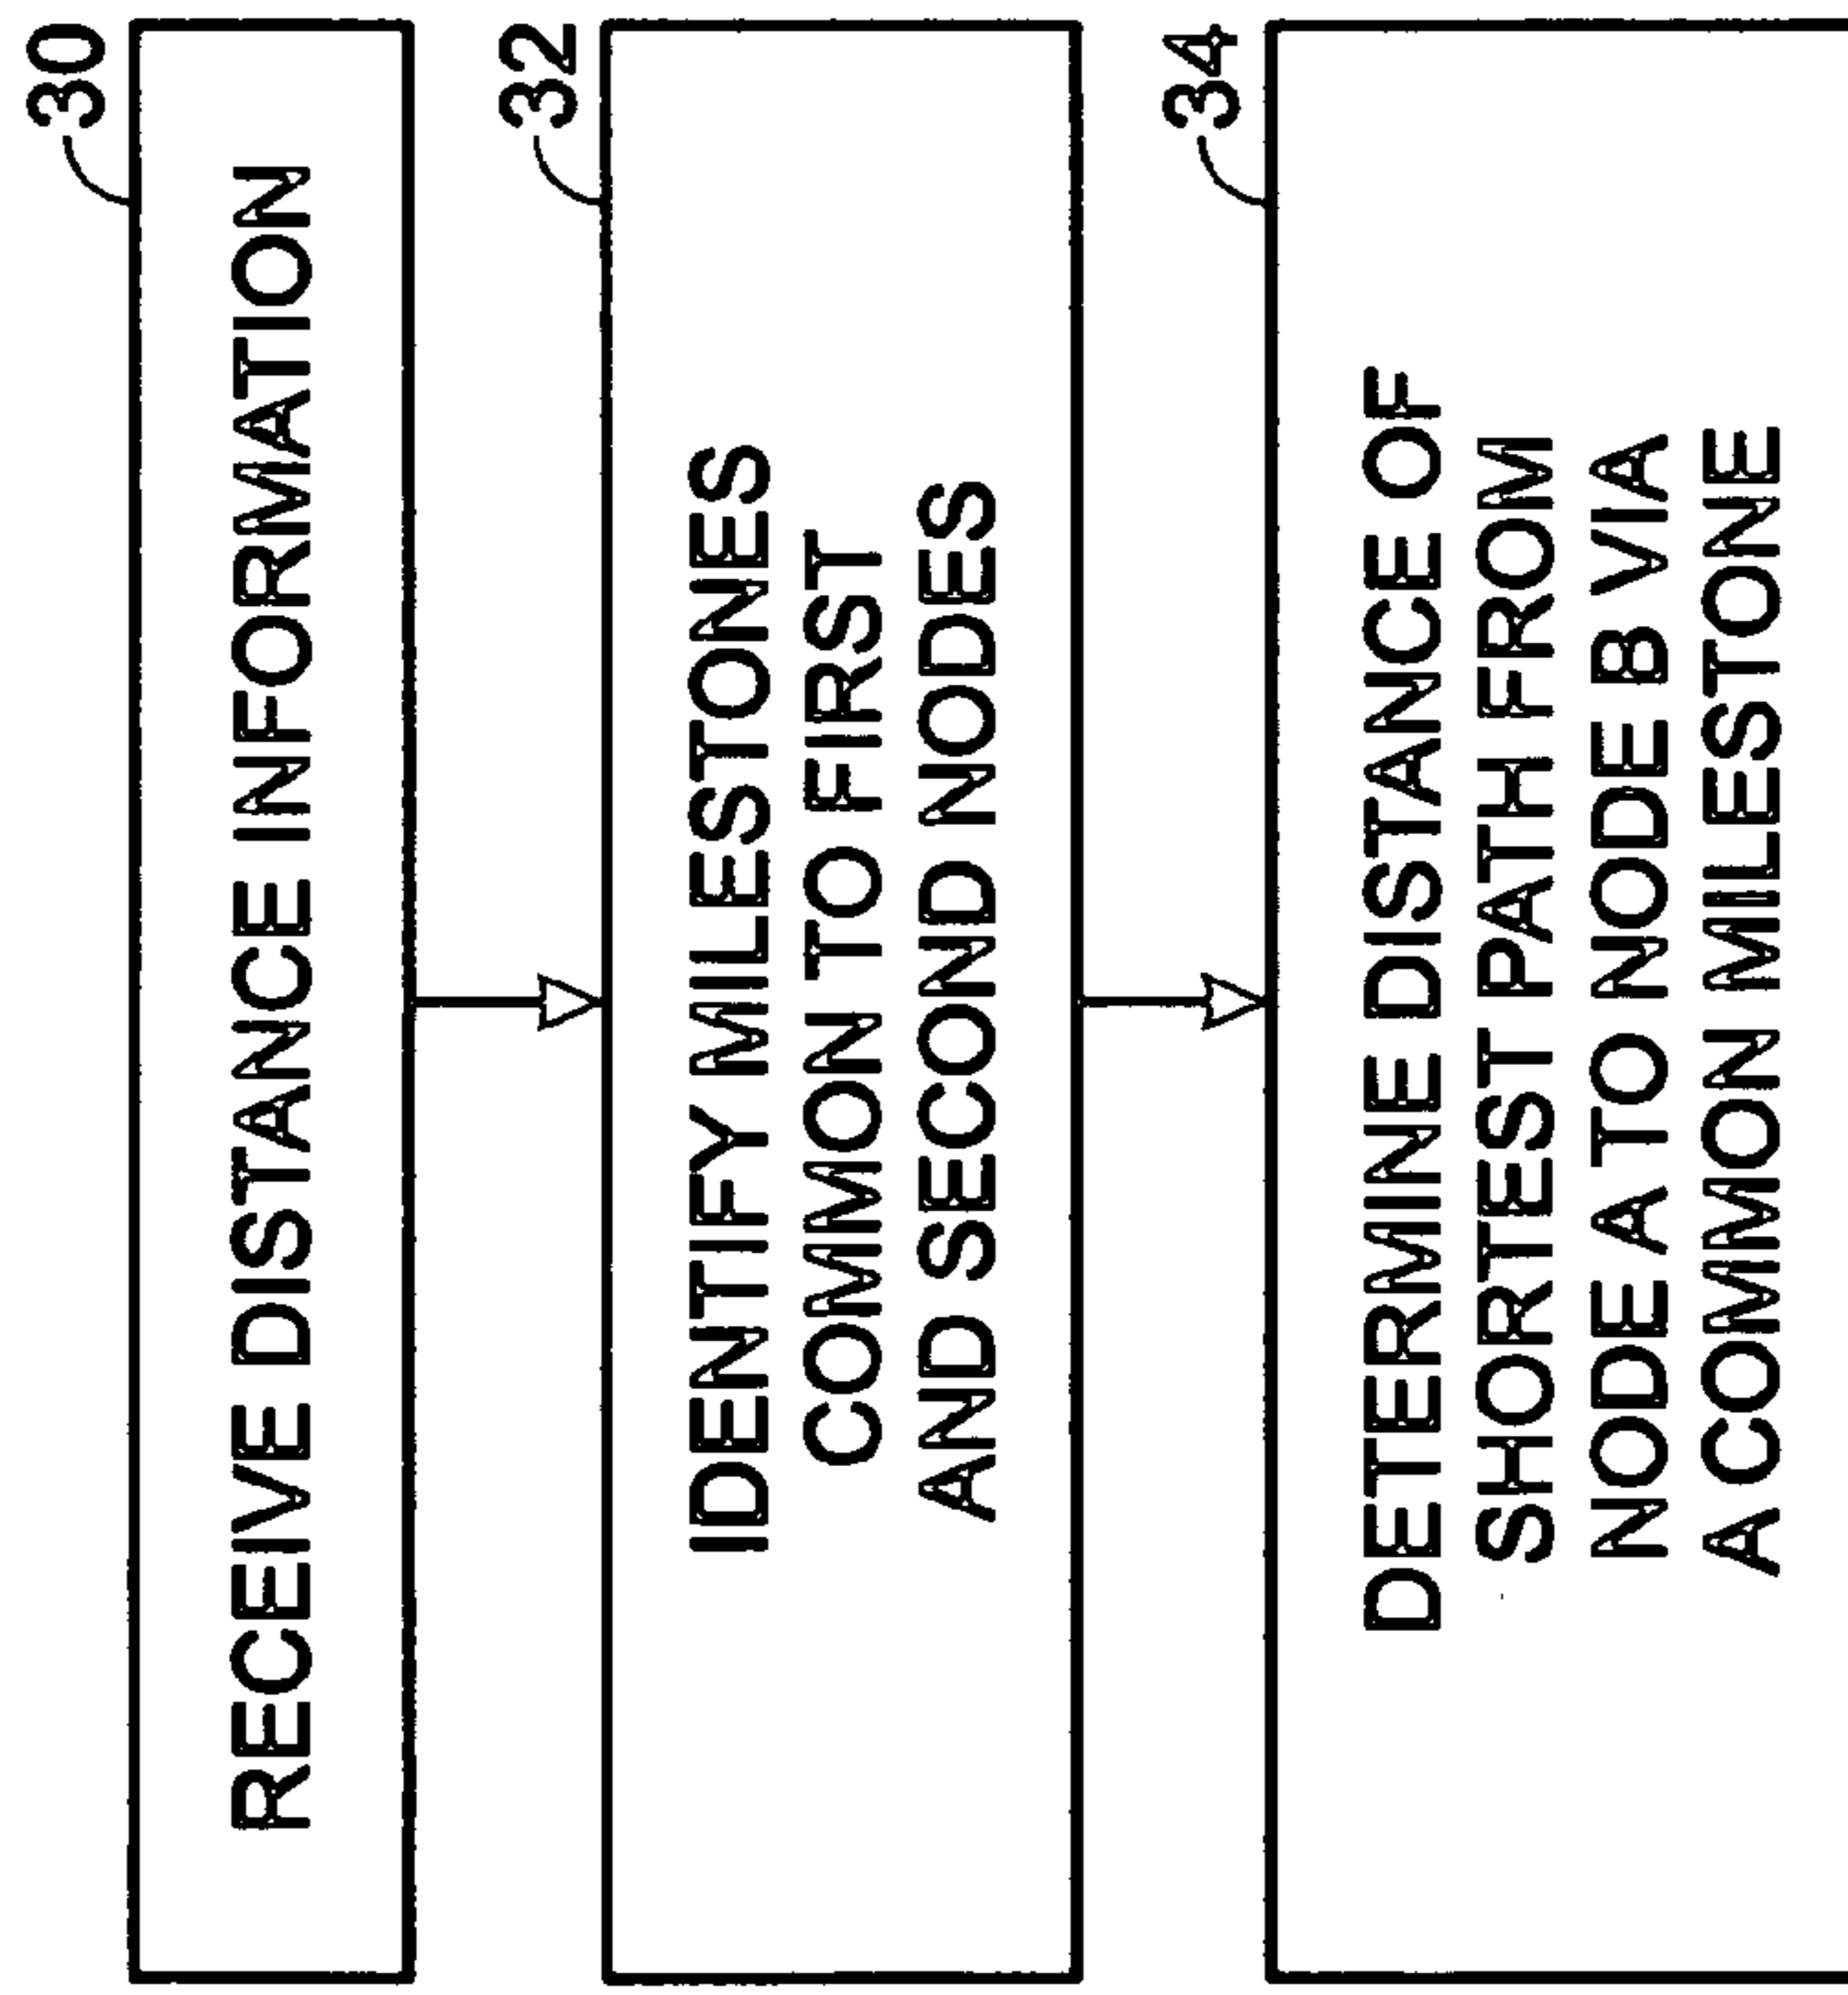 30
RECEIVE DISTANCE INFORMATION
32
IDENTIFY MILESTONES
COMMON TO FIRST
AND SECOND NODES
34
DETERMINE DISTANCE OF
SHORTEST PATH FROM
NODE A TO NODE B VIA
A COMMON MILESTONE